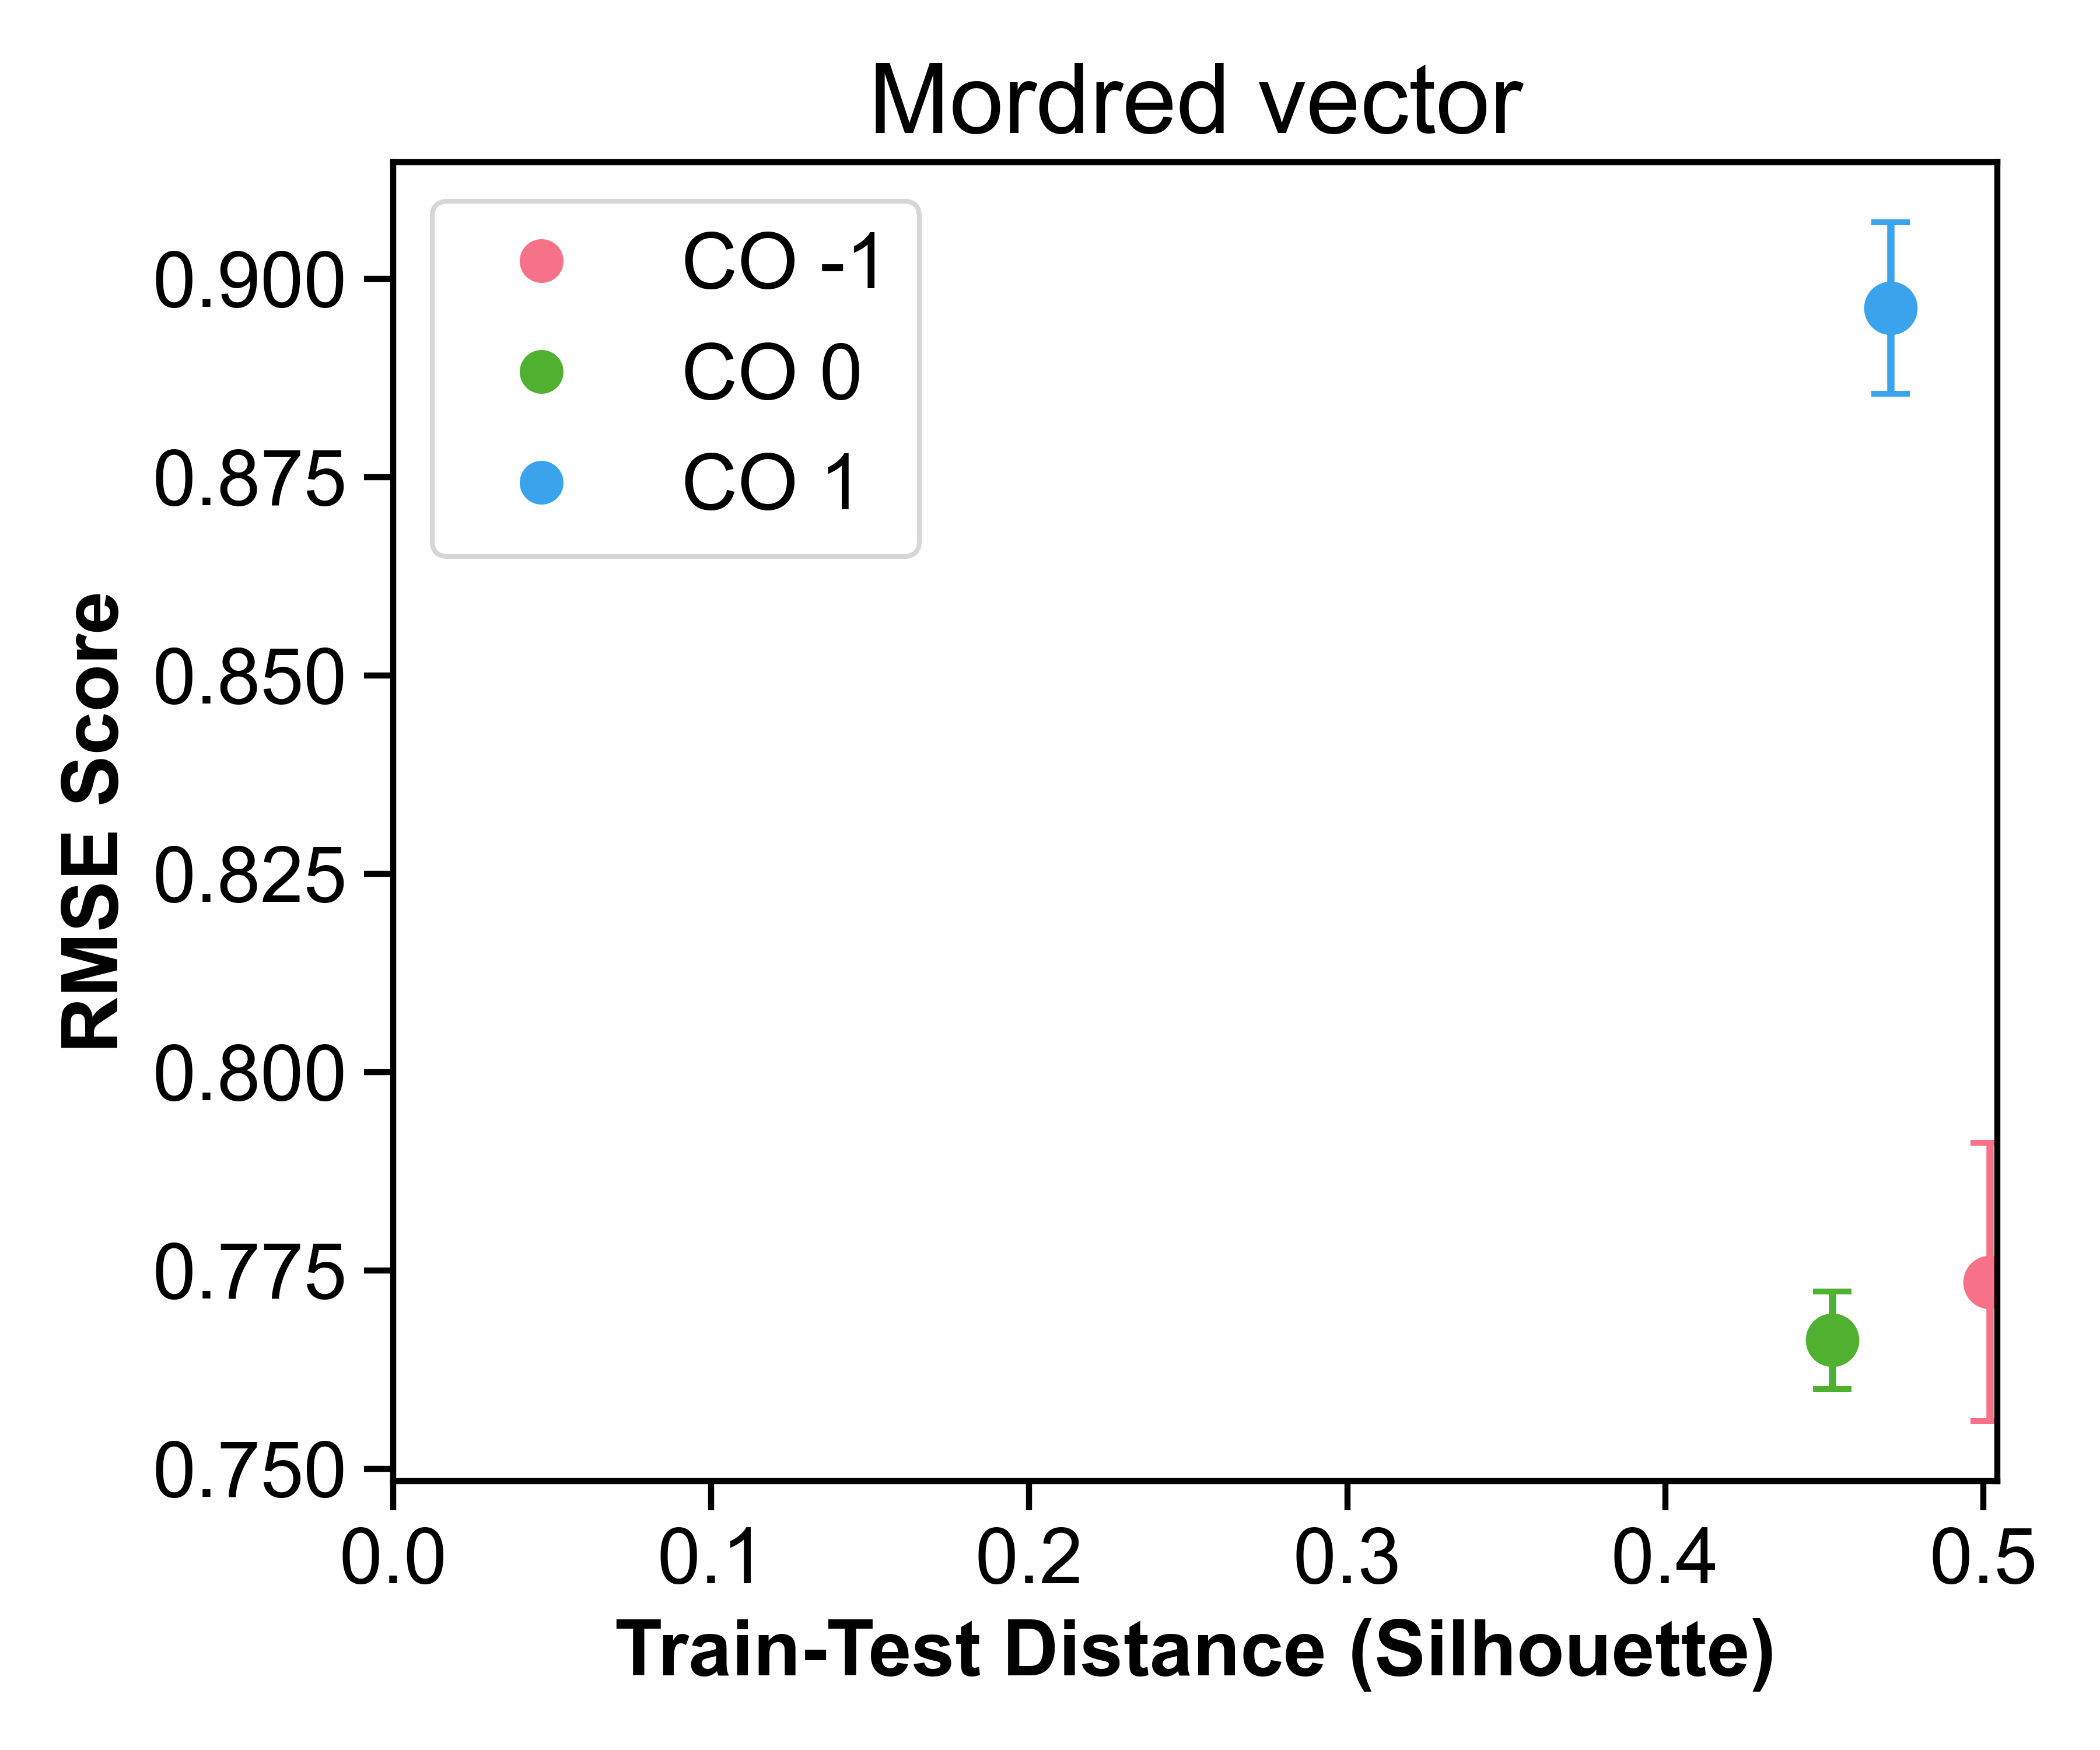 Mordred vector
CO -1
CO 0
CO 1
RMSE Score
0.900
0.875
0.850
0.825
0.800
0.775
0.750
0.0 0.1 0.2 0.3 0.4 0.5
Train-Test Distance (Silhouette)